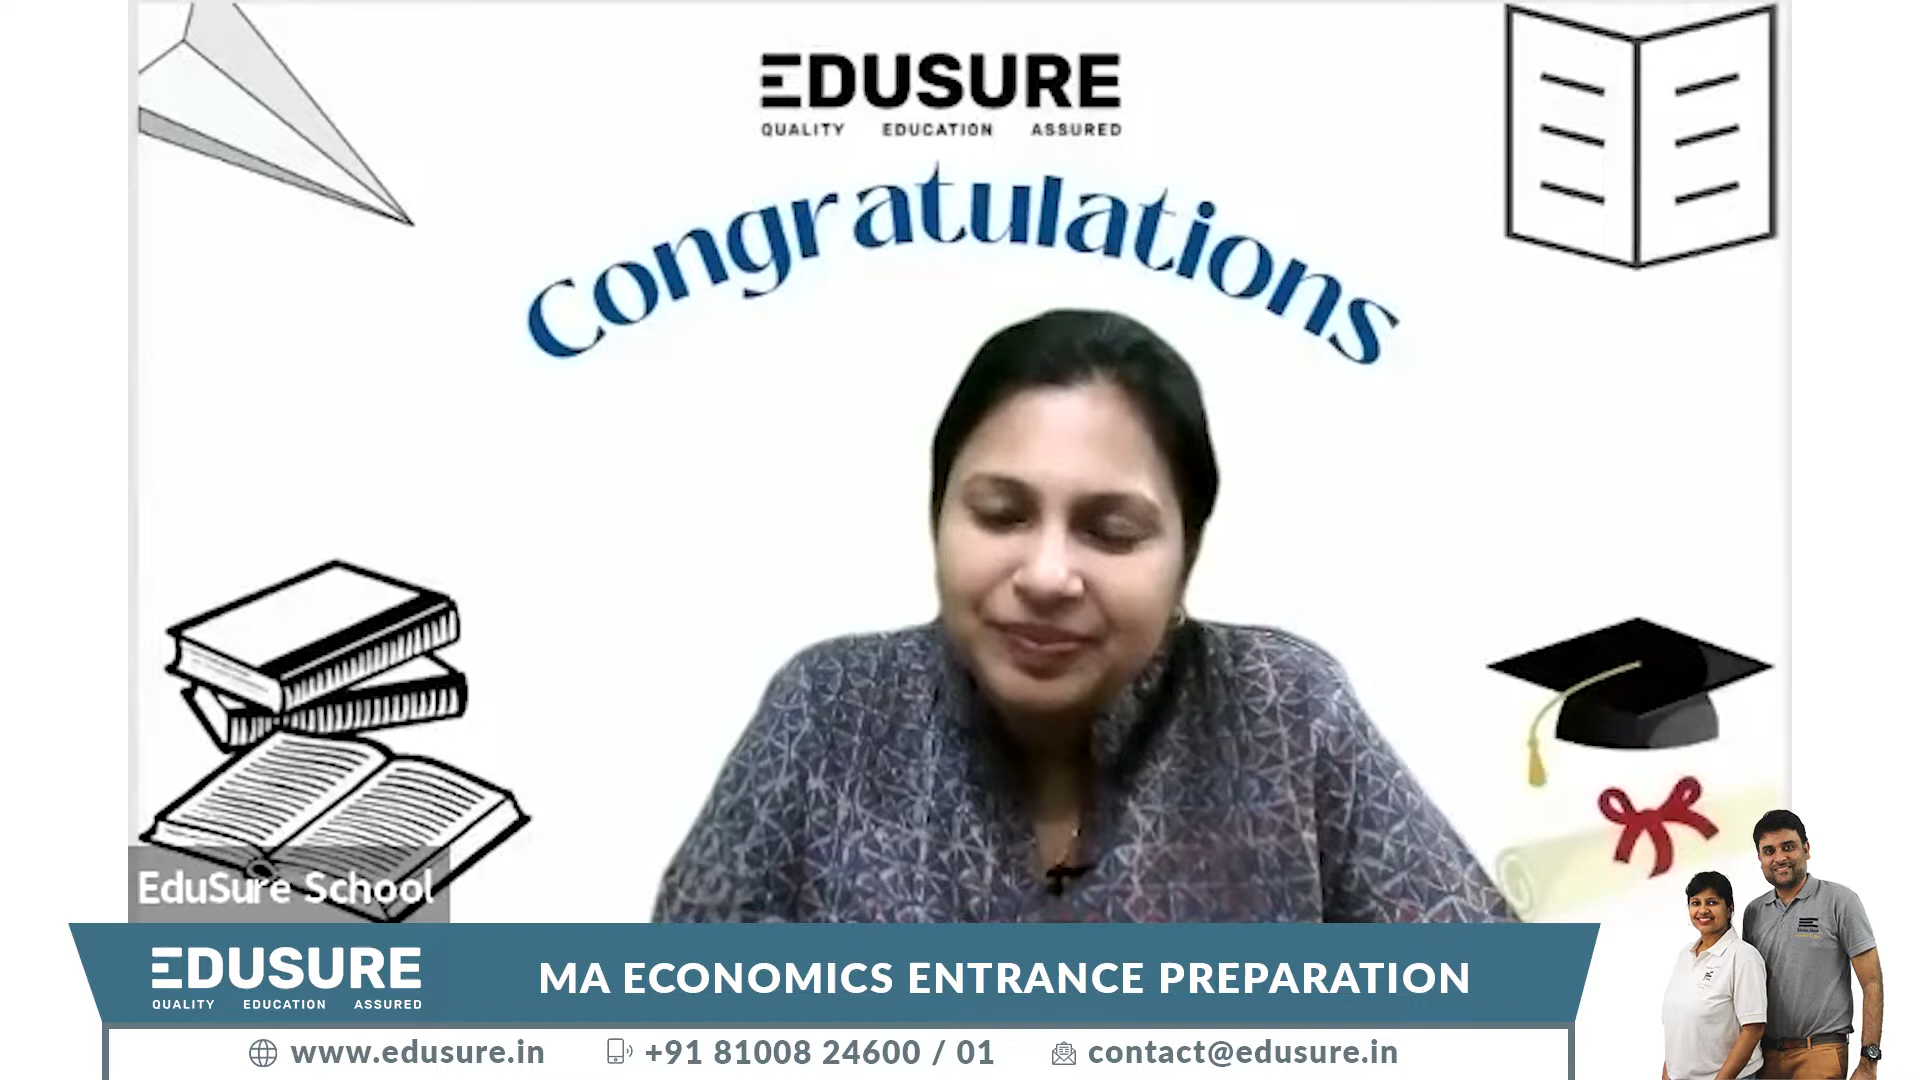 EDUSURE
QUALITY EDUCATION ASSURED
Congratulations
EduSure School
EDUSURE
QUALITY EDUCATION ASSURED
MA ECONOMICS ENTRANCE PREPARATION
www.edusure.in
+91 81008 24600 / 01
contact@edusure.in